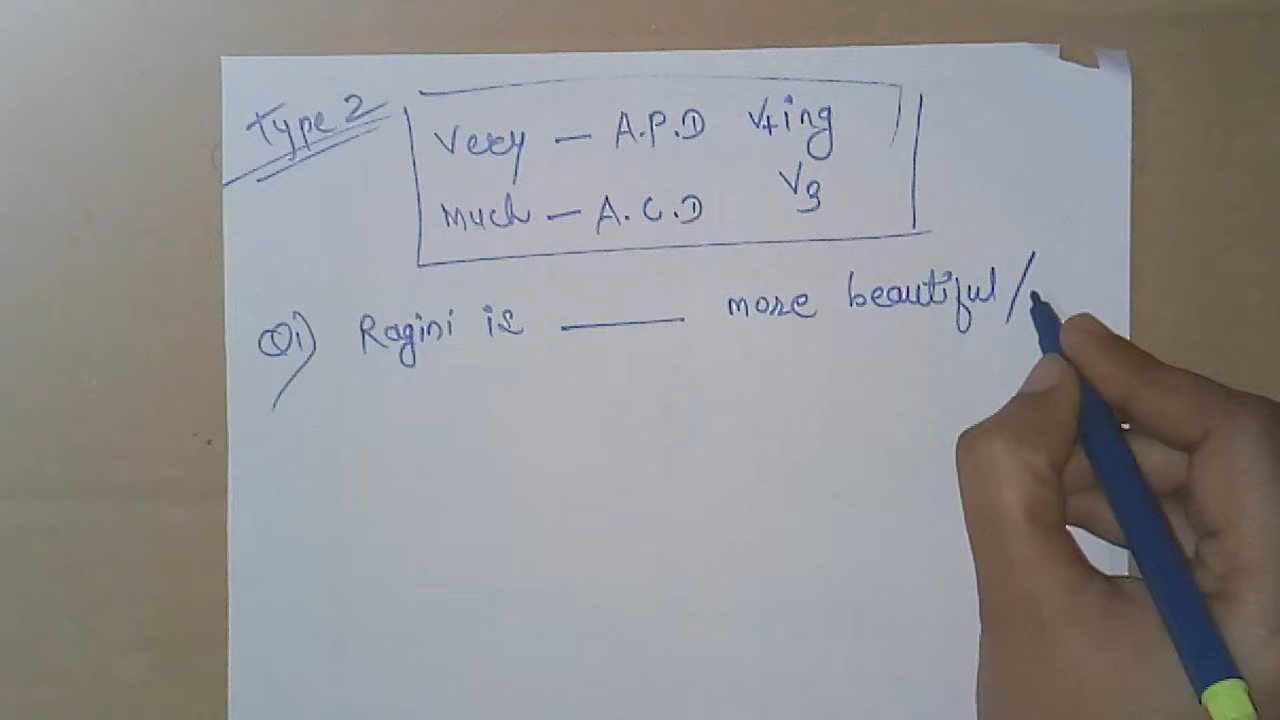 Type 2
Very — A.P.D V+ing
Much — A.C.D V3
Q1) Ragini is ______ more beautiful/